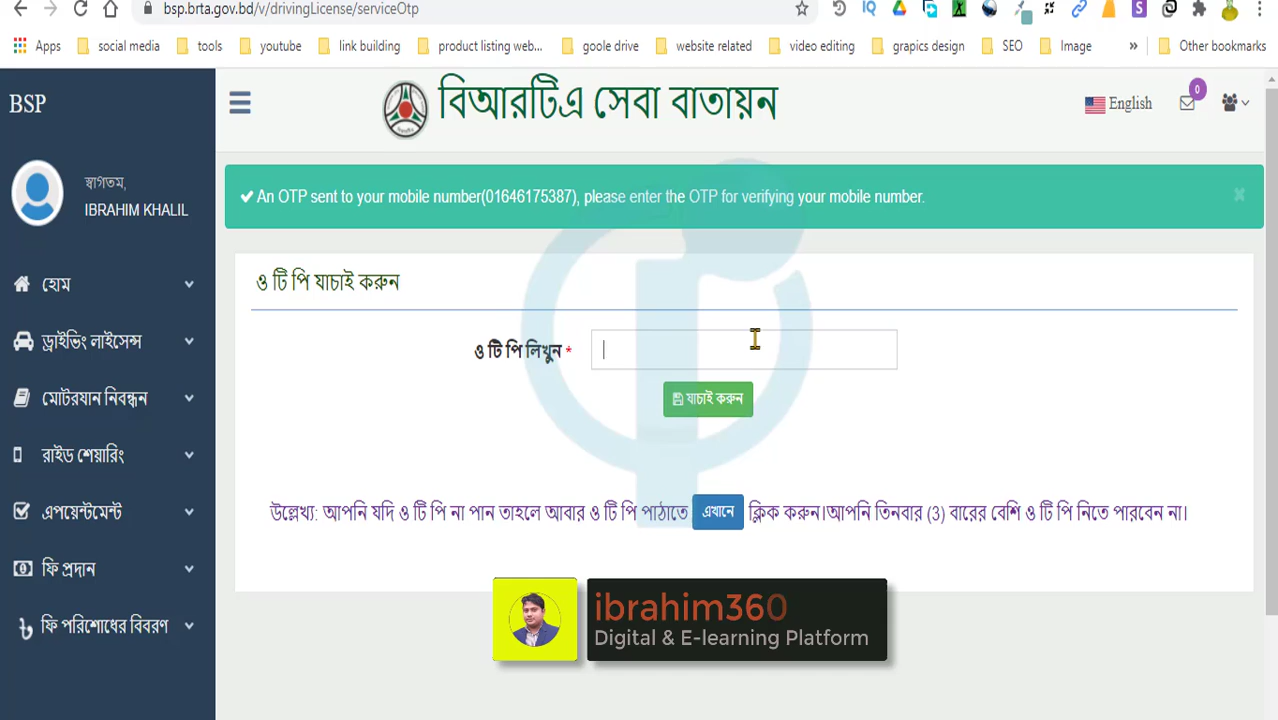 bsp.brta.gov.bd/v/drivingLicense/serviceOtp
Apps social media tools youtube link building product listing web... goole drive website related video editing grapics design SEO Image » Other bookmarks
BSP
বিআরটিএ সেবা বাতায়ন
English
0
স্বাগতম,
IBRAHIM KHALIL
An OTP sent to your mobile number(01646175387), please enter the OTP for verifying your mobile number.
×
হোম
ড্রাইভিং লাইসেন্স
মোটরযান নিবন্ধন
রাইড শেয়ারিং
এপয়েন্টমেন্ট
ফি প্রদান
ফি পরিশোধের বিবরণ
ও টি পি যাচাই করুন
ও টি পি লিখুন *
যাচাই করুন
উল্লেখ্য: আপনি যদি ও টি পি না পান তাহলে আবার ও টি পি পাঠাতে এখানে ক্লিক করুন।আপনি তিনবার (3) বারের বেশি ও টি পি নিতে পারবেন না।
ibrahim360
Digital & E-learning Platform